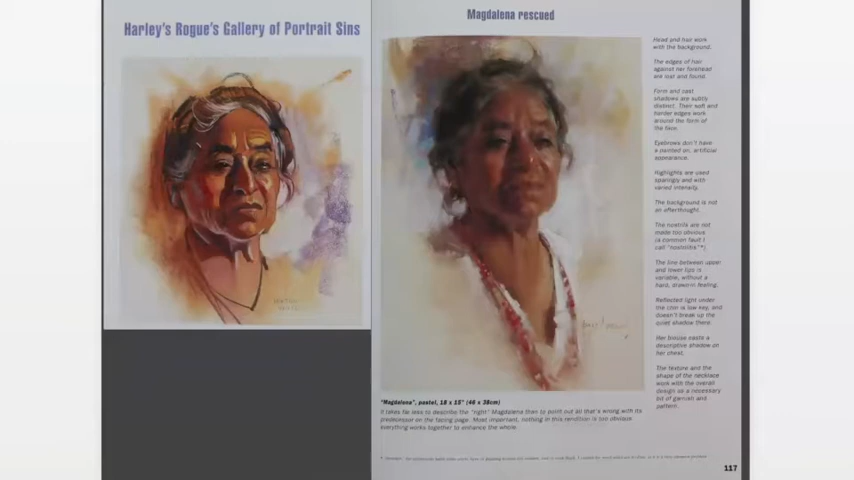 Harley's Rogue's Gallery of Portrait Sins
Magdalena rescued
Head and hair work
with the background.
The edges of hair
against her forehead
are lost and found.
Form and cast
shadows are subtly
distinct. Their soft and
harder edges work
around the form of
the face.
Eyebrows don't have
a painted on, artificial
appearance.
Highlights are used
sparingly and with
varied intensity.
The background is not
an afterthought.
The nostrils are not
made too obvious
(a common fault I
call "nostrilitis"*)
The line between upper
and lower lips is
variable, without a
hard, drawn-in feeling.
Reflected light under
the chin is low key, and
doesn't break up the
quiet shadow there.
Her blouse casts a
descriptive shadow on
her chest.
The texture and the
shape of the necklace
work with the overall
design as a necessary
bit of garnish and
pattern.
"Magdalena", pastel, 18 x 15" (46 x 38cm)
It takes far less to describe the "right" Magdalena than to point out all that's wrong with its
predecessor on the facing page. Most important, nothing in this rendition is too obvious
everything works together to enhance the whole.
117